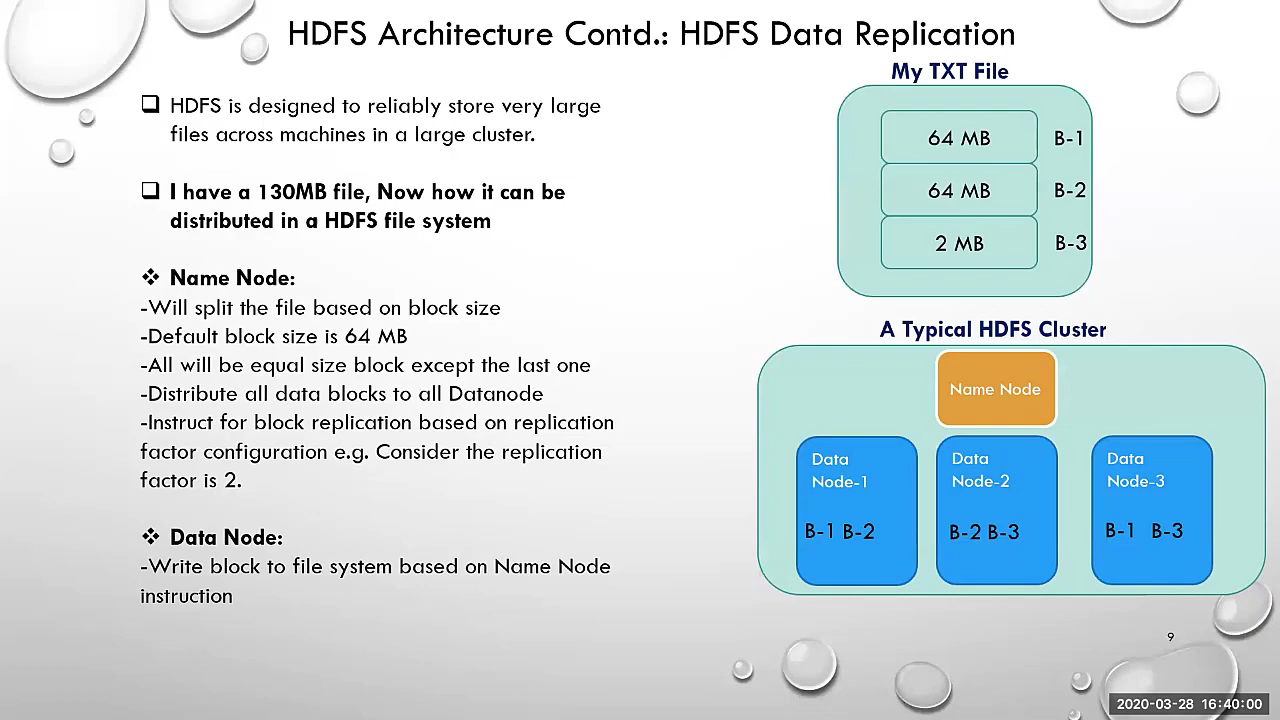 HDFS Architecture Contd.: HDFS Data Replication
HDFS is designed to reliably store very large
files across machines in a large cluster.
I have a 130MB file, Now how it can be
distributed in a HDFS file system
Name Node:
-Will split the file based on block size
-Default block size is 64 MB
-All will be equal size block except the last one
-Distribute all data blocks to all Datanode
-Instruct for block replication based on replication
factor configuration e.g. Consider the replication
factor is 2.
Data Node:
-Write block to file system based on Name Node
instruction
My TXT File
64 MB B-1
64 MB B-2
2 MB B-3
A Typical HDFS Cluster
Name Node
Data
Node-1
B-1 B-2
Data
Node-2
B-2 B-3
Data
Node-3
B-1 B-3
9
2020-03-28 16:40:00